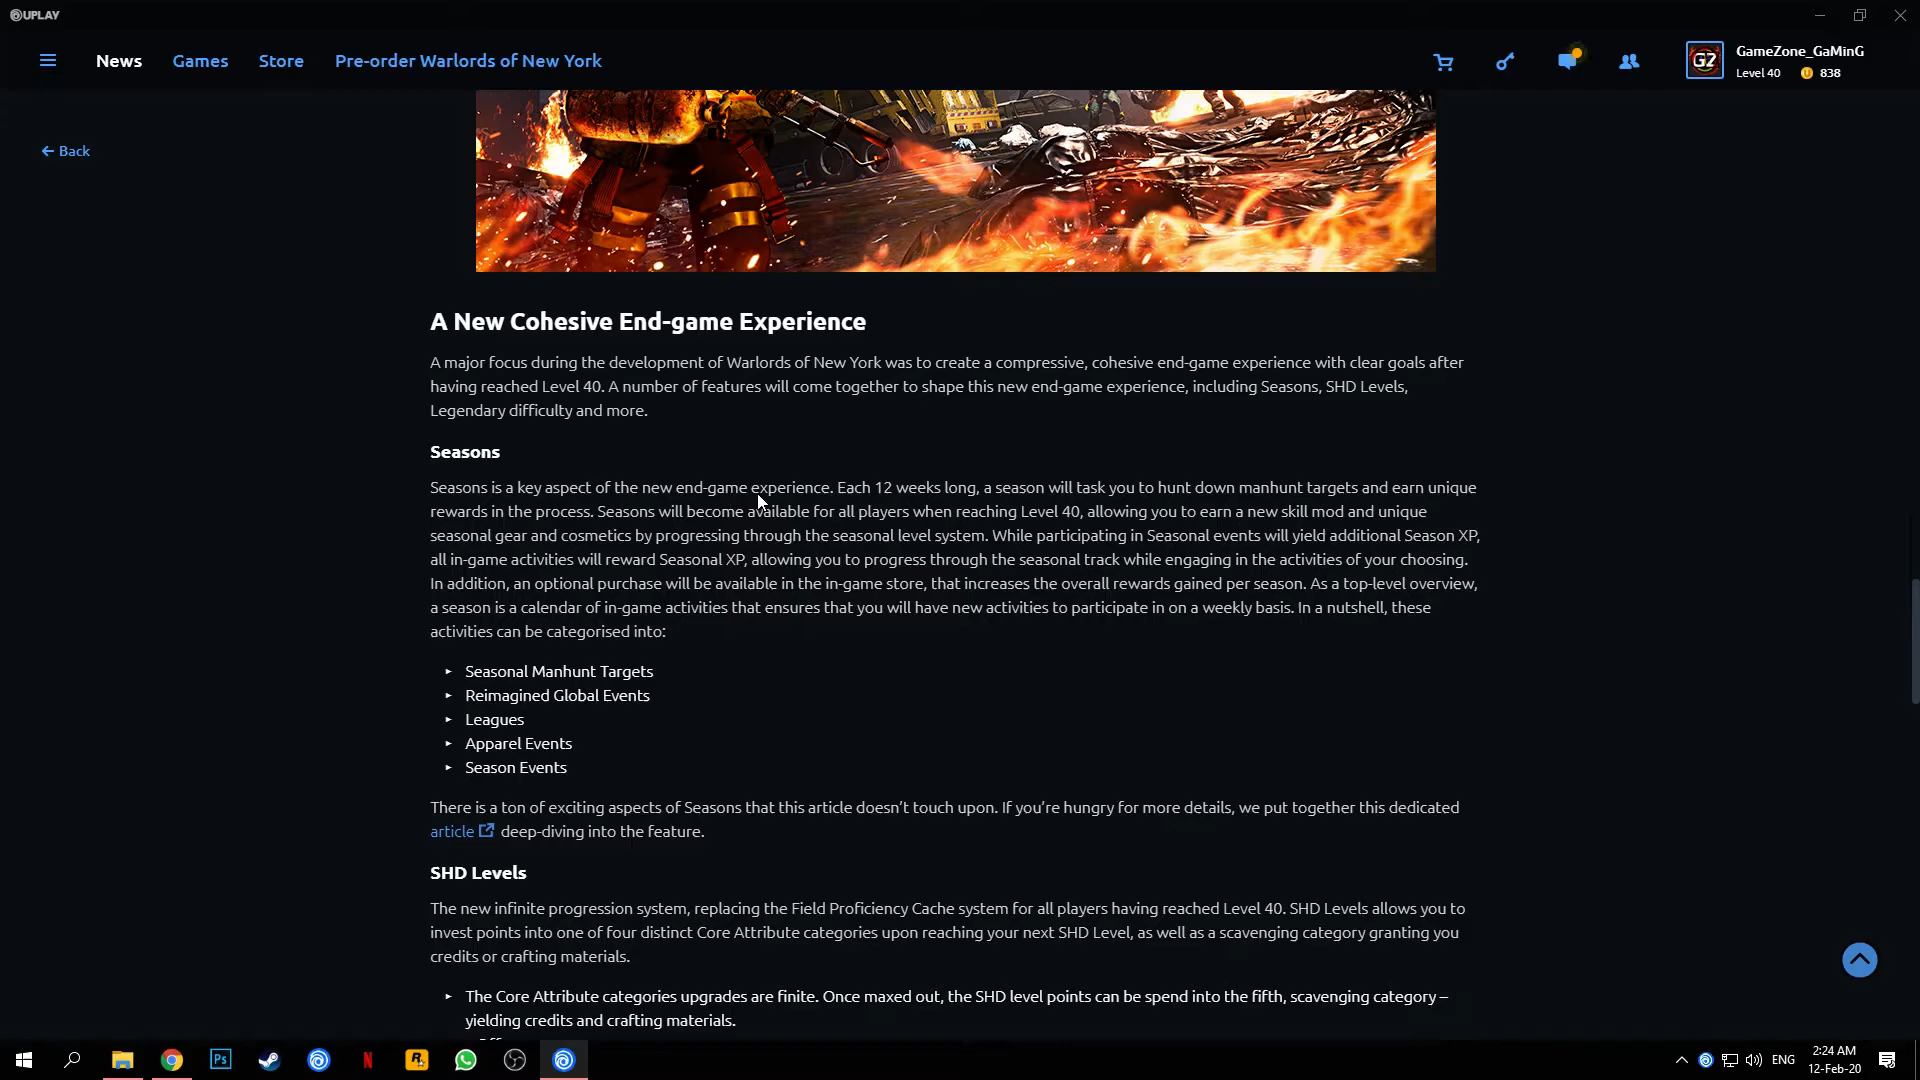 UPLAY
News
Games
Store
Pre-order Warlords of New York
GZ
GameZone_GaMinG
Level 40
838
Back
A New Cohesive End-game Experience
A major focus during the development of Warlords of New York was to create a compressive, cohesive end-game experience with clear goals after
having reached Level 40. A number of features will come together to shape this new end-game experience, including Seasons, SHD Levels,
Legendary difficulty and more.
Seasons
Seasons is a key aspect of the new end-game experience. Each 12 weeks long, a season will task you to hunt down manhunt targets and earn unique
rewards in the process. Seasons will become available for all players when reaching Level 40, allowing you to earn a new skill mod and unique
seasonal gear and cosmetics by progressing through the seasonal level system. While participating in Seasonal events will yield additional Season XP,
all in-game activities will reward Seasonal XP, allowing you to progress through the seasonal track while engaging in the activities of your choosing.
In addition, an optional purchase will be available in the in-game store, that increases the overall rewards gained per season. As a top-level overview,
a season is a calendar of in-game activities that ensures that you will have new activities to participate in on a weekly basis. In a nutshell, these
activities can be categorised into:
Seasonal Manhunt Targets
Reimagined Global Events
Leagues
Apparel Events
Season Events
There is a ton of exciting aspects of Seasons that this article doesn't touch upon. If you're hungry for more details, we put together this dedicated
article deep-diving into the feature.
SHD Levels
The new infinite progression system, replacing the Field Proficiency Cache system for all players having reached Level 40. SHD Levels allows you to
invest points into one of four distinct Core Attribute categories upon reaching your next SHD Level, as well as a scavenging category granting you
credits or crafting materials.
The Core Attribute categories upgrades are finite. Once maxed out, the SHD level points can be spend into the fifth, scavenging category –
yielding credits and crafting materials.
Ps
N
R
ENG
2:24 AM
12-Feb-20